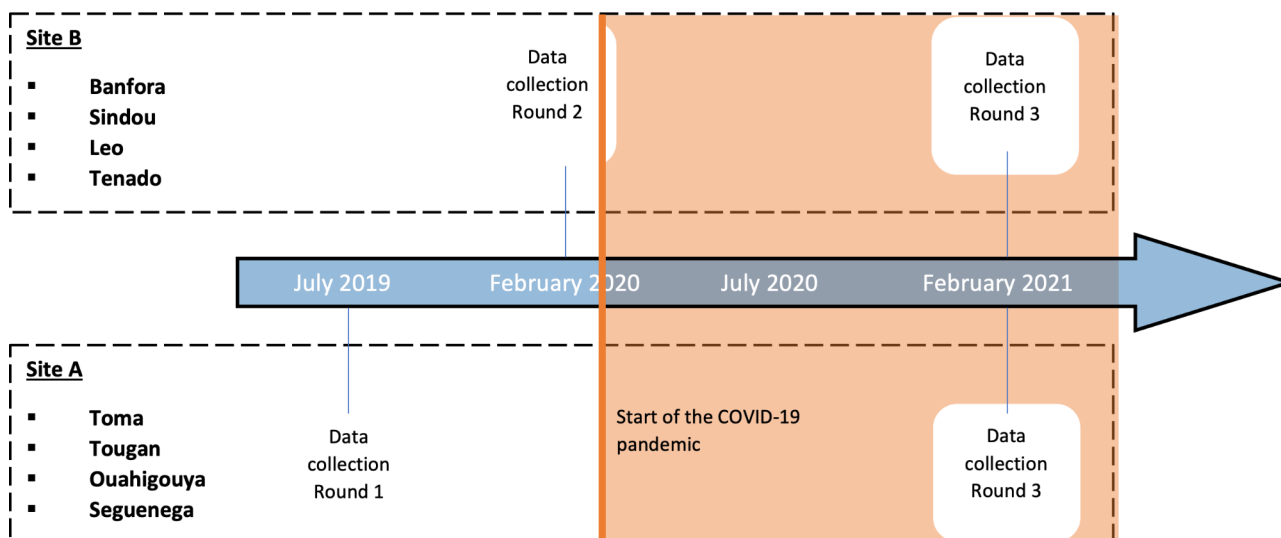 Site B
▪ Banfora
▪ Sindou
▪ Leo
▪ Tenado
Data
collection
Round 2
Data
collection
Round 3
July 2019
February 2020
July 2020
February 2021
Site A
▪ Toma
▪ Tougan
▪ Ouahigouya
▪ Seguenega
Data
collection
Round 1
Start of the COVID-19
pandemic
Data
collection
Round 3